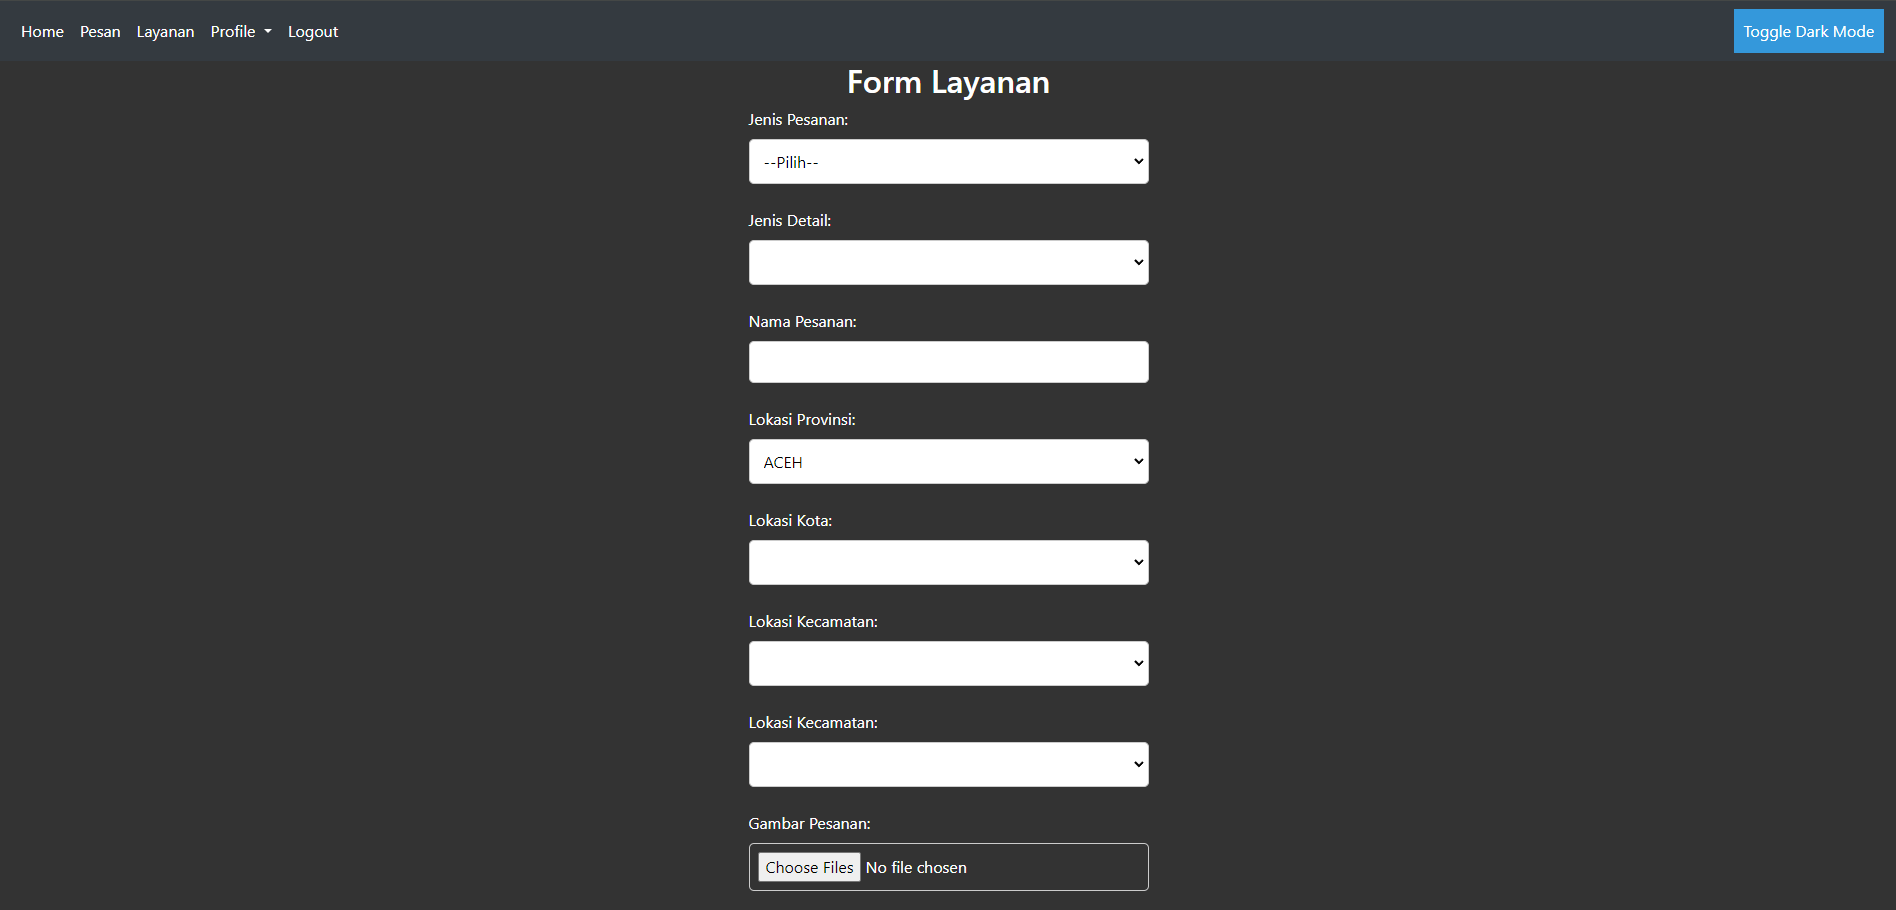 Home Pesan Layanan Profile Logout Toggle Dark Mode
Form Layanan
Jenis Pesanan:
--Pilih--
Jenis Detail:
Nama Pesanan:
Lokasi Provinsi:
ACEH
Lokasi Kota:
Lokasi Kecamatan:
Lokasi Kecamatan:
Gambar Pesanan:
Choose Files No file chosen